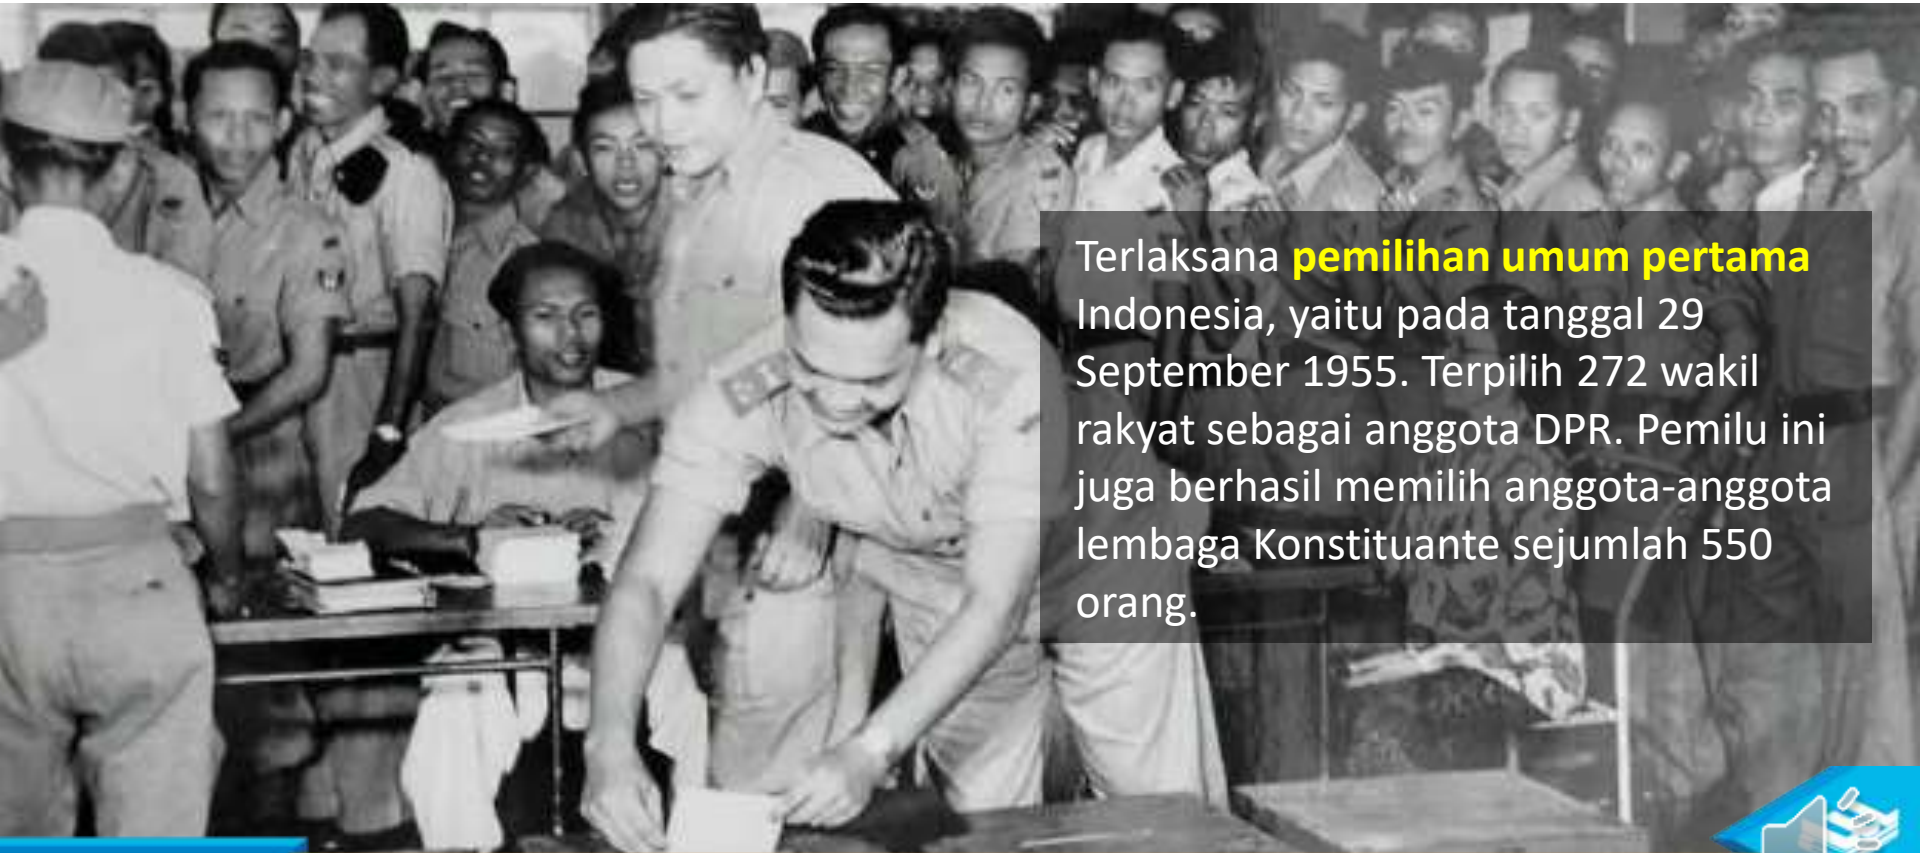 Terlaksana pemilihan umum pertama
Indonesia, yaitu pada tanggal 29
September 1955. Terpilih 272 wakil
rakyat sebagai anggota DPR. Pemilu ini
juga berhasil memilih anggota-anggota
lembaga Konstituante sejumlah 550
orang.